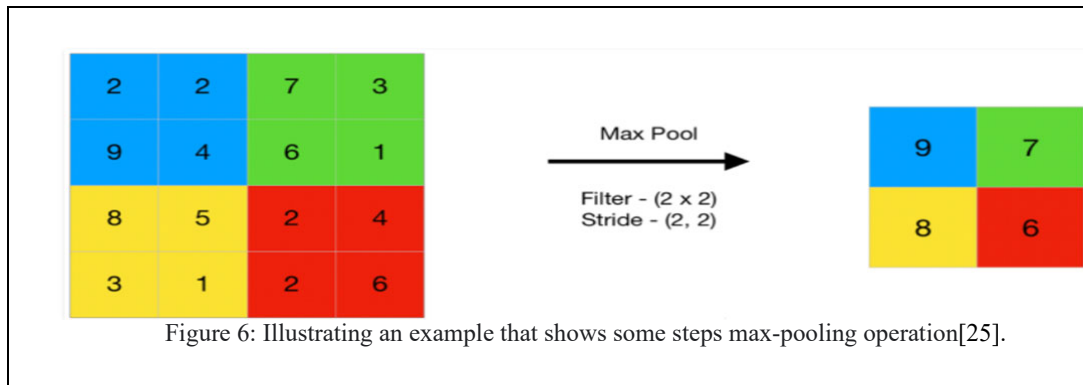 2 2 7 3
9 4 6 1
8 5 2 4
3 1 2 6
Max Pool
Filter - (2 x 2)
Stride - (2, 2)
9 7
8 6
Figure 6: Illustrating an example that shows some steps max-pooling operation[25].